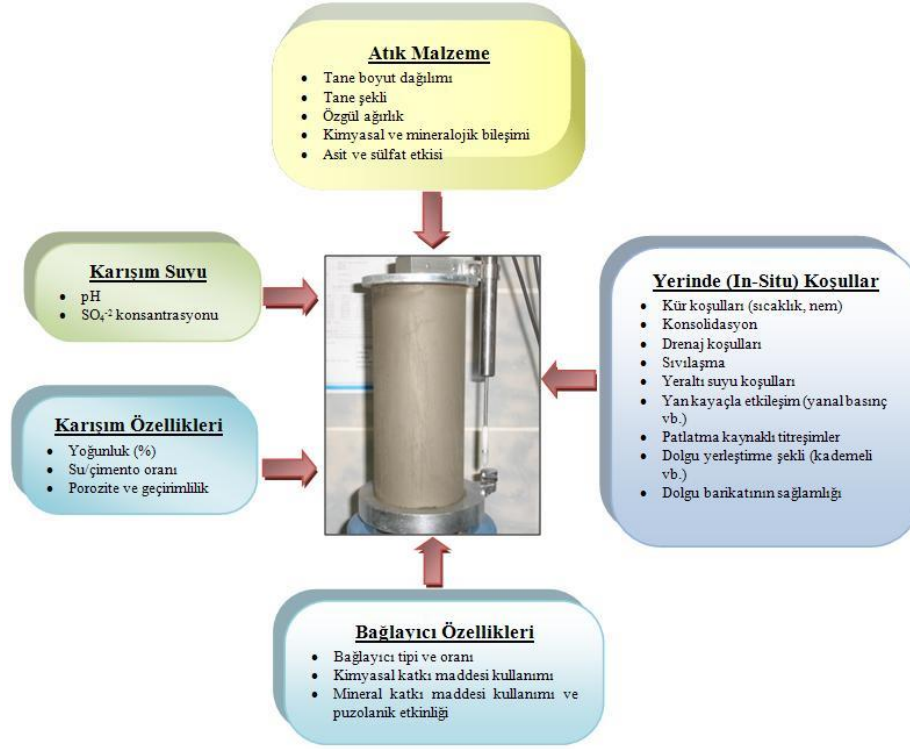 Atık Malzeme
• Tane boyut dağılımı
• Tane şekli
• Özgül ağırlık
• Kimyasal ve mineralojik bileşimi
• Asit ve sülfat etkisi
Karışım Suyu
• pH
• SO₄⁻² konsantrasyonu
Karışım Özellikleri
• Yoğunluk (%)
• Su/çimento oranı
• Porozite ve geçirimlilik
Yerinde (In-Situ) Koşullar
• Kür koşulları (sıcaklık, nem)
• Konsolidasyon
• Drenaj koşulları
• Sıvılaşma
• Yeraltı suyu koşulları
• Yan kayaçla etkileşim (yanal basınç
vb.)
• Patlatma kaynaklı titreşimler
• Dolgu yerleştirme şekli (kademeli
vb.)
• Dolgu barikatının sağlamlığı
Bağlayıcı Özellikleri
• Bağlayıcı tipi ve oranı
• Kimyasal katkı maddesi kullanımı
• Mineral katkı maddesi kullanımı ve
puzolanik etkinliği